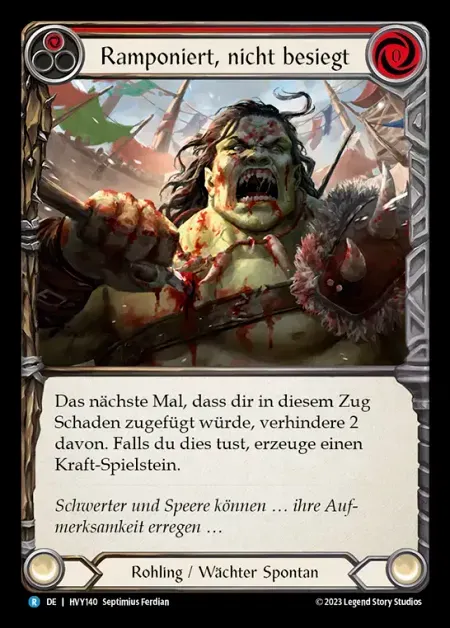 Ramponiert, nicht besiegt
0
Das nächste Mal, dass dir in diesem Zug
Schaden zugefügt würde, verhindere 2
davon. Falls du dies tust, erzeuge einen
Kraft-Spielstein.
Schwerter und Speere können … ihre Auf-
merksamkeit erregen …
Rohling / Wächter Spontan
R DE | HVY140 Septimius Ferdian
© 2023 Legend Story Studios